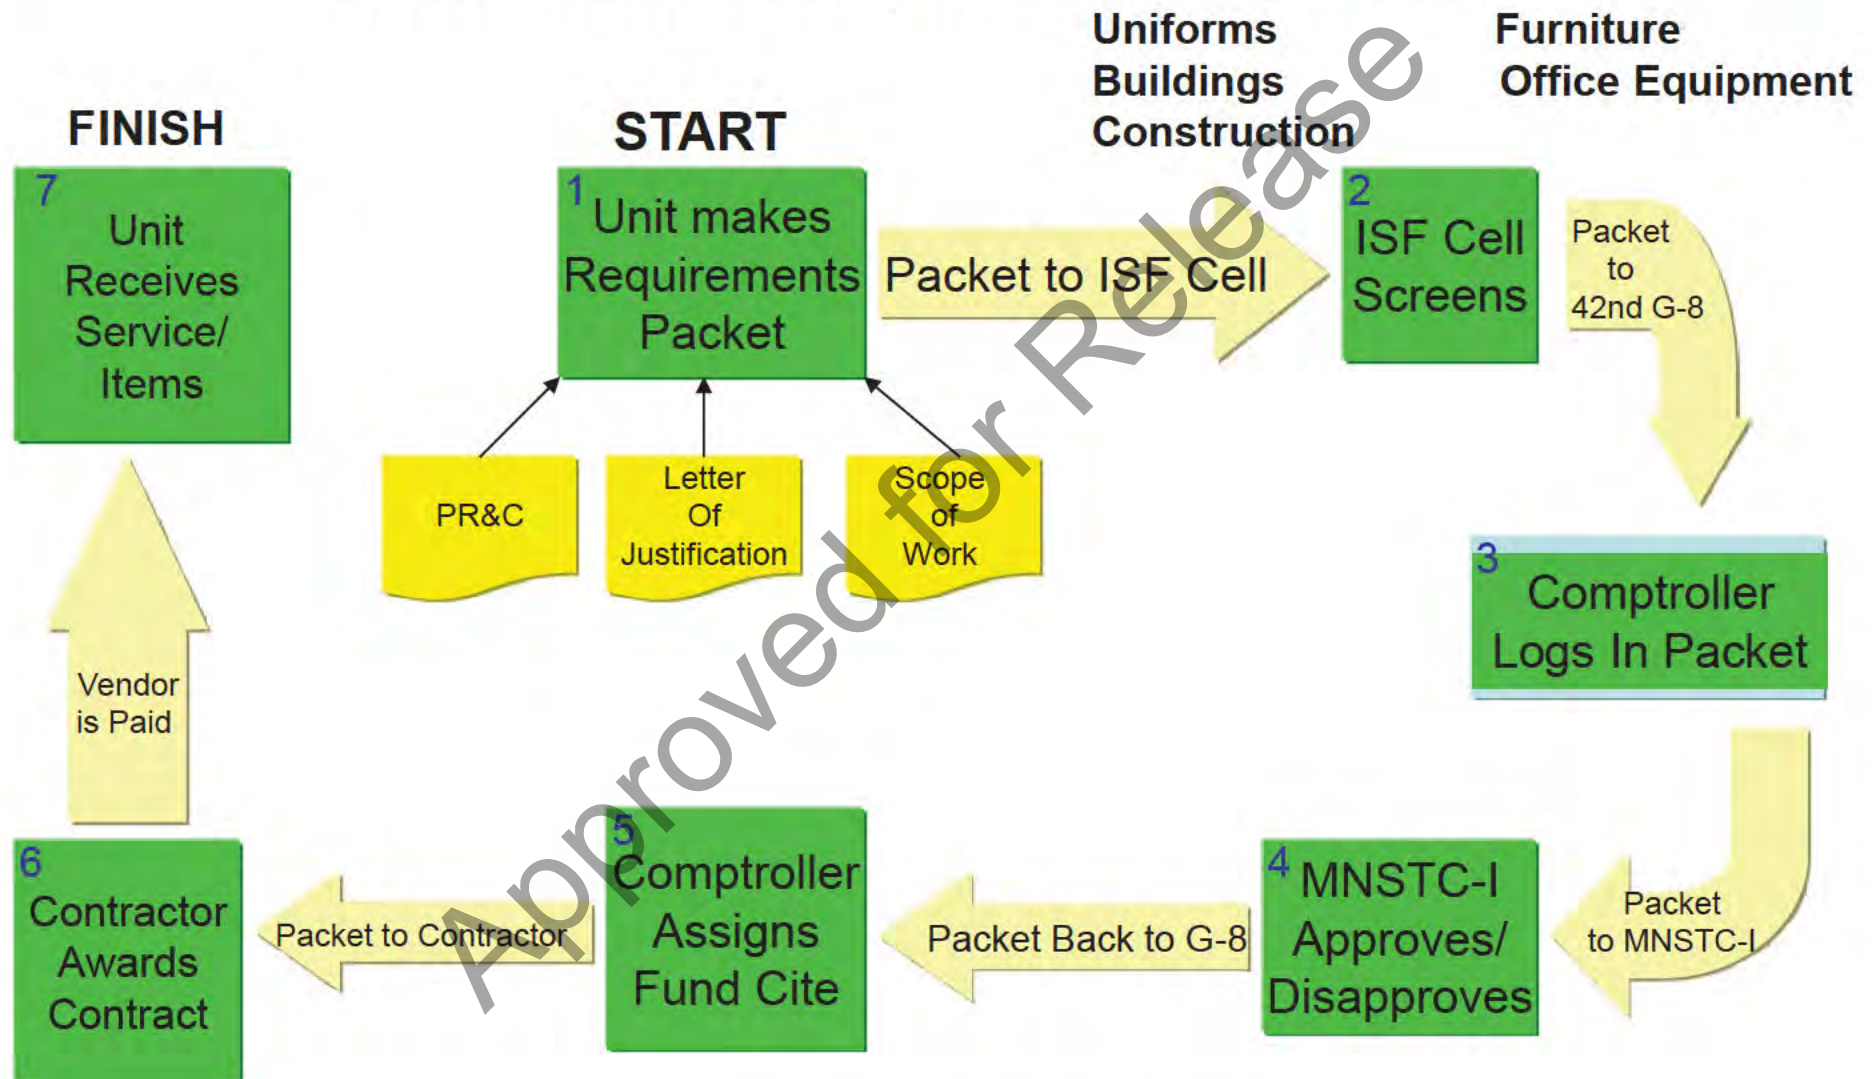 Uniforms
Buildings
Construction
Furniture
Office Equipment
FINISH
START
7
Unit
Receives
Service/
Items
1
Unit makes
Requirements
Packet
Packet to ISF Cell
2
ISF Cell
Screens
Packet
to
42nd G-8
PR&C
Letter
Of
Justification
Scope
of
Work
3
Comptroller
Logs In Packet
Packet
to MNSTC-I
4
MNSTC-I
Approves/
Disapproves
Packet Back to G-8
5
Comptroller
Assigns
Fund Cite
Packet to Contractor
6
Contractor
Awards
Contract
Vendor
is Paid
Approved for Release